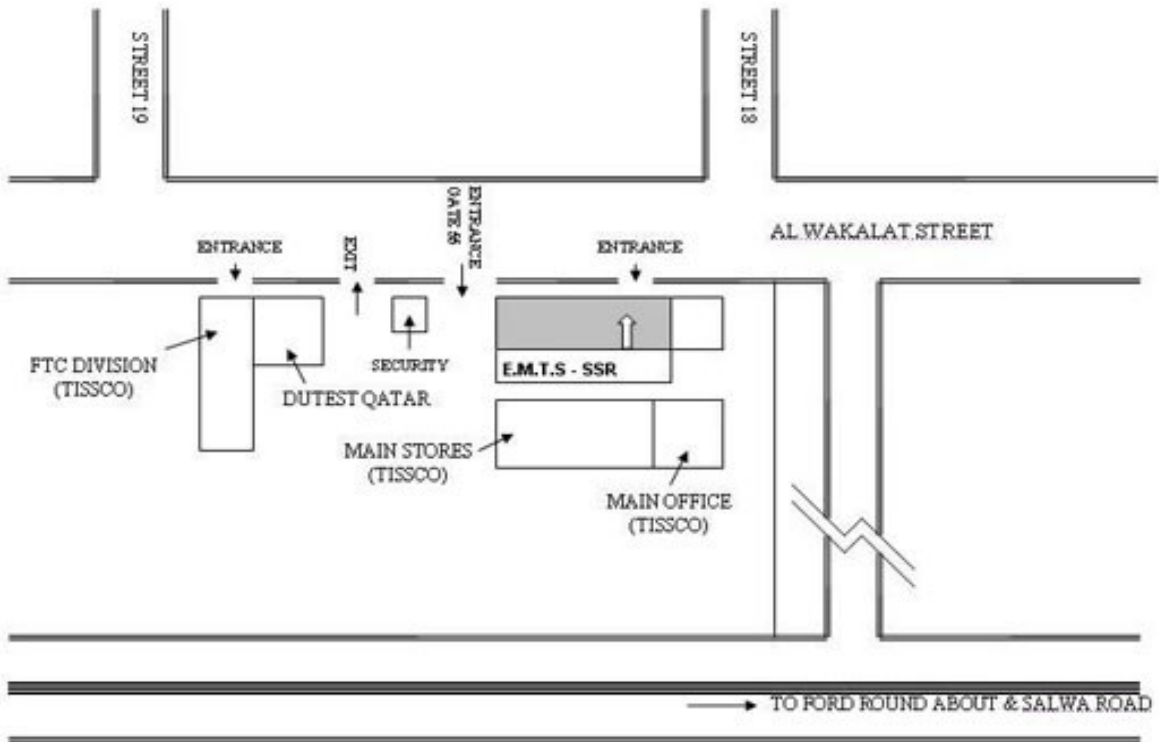 STREET 19
STREET 18
ENTRANCE
GATE 55
AL WAKALAT STREET
ENTRANCE
EXIT
ENTRANCE
FTC DIVISION
(TISSCO)
DUTEST QATAR
SECURITY
E.M.T.S - SSR
MAIN STORES
(TISSCO)
MAIN OFFICE
(TISSCO)
TO FORD ROUND ABOUT & SALWA ROAD